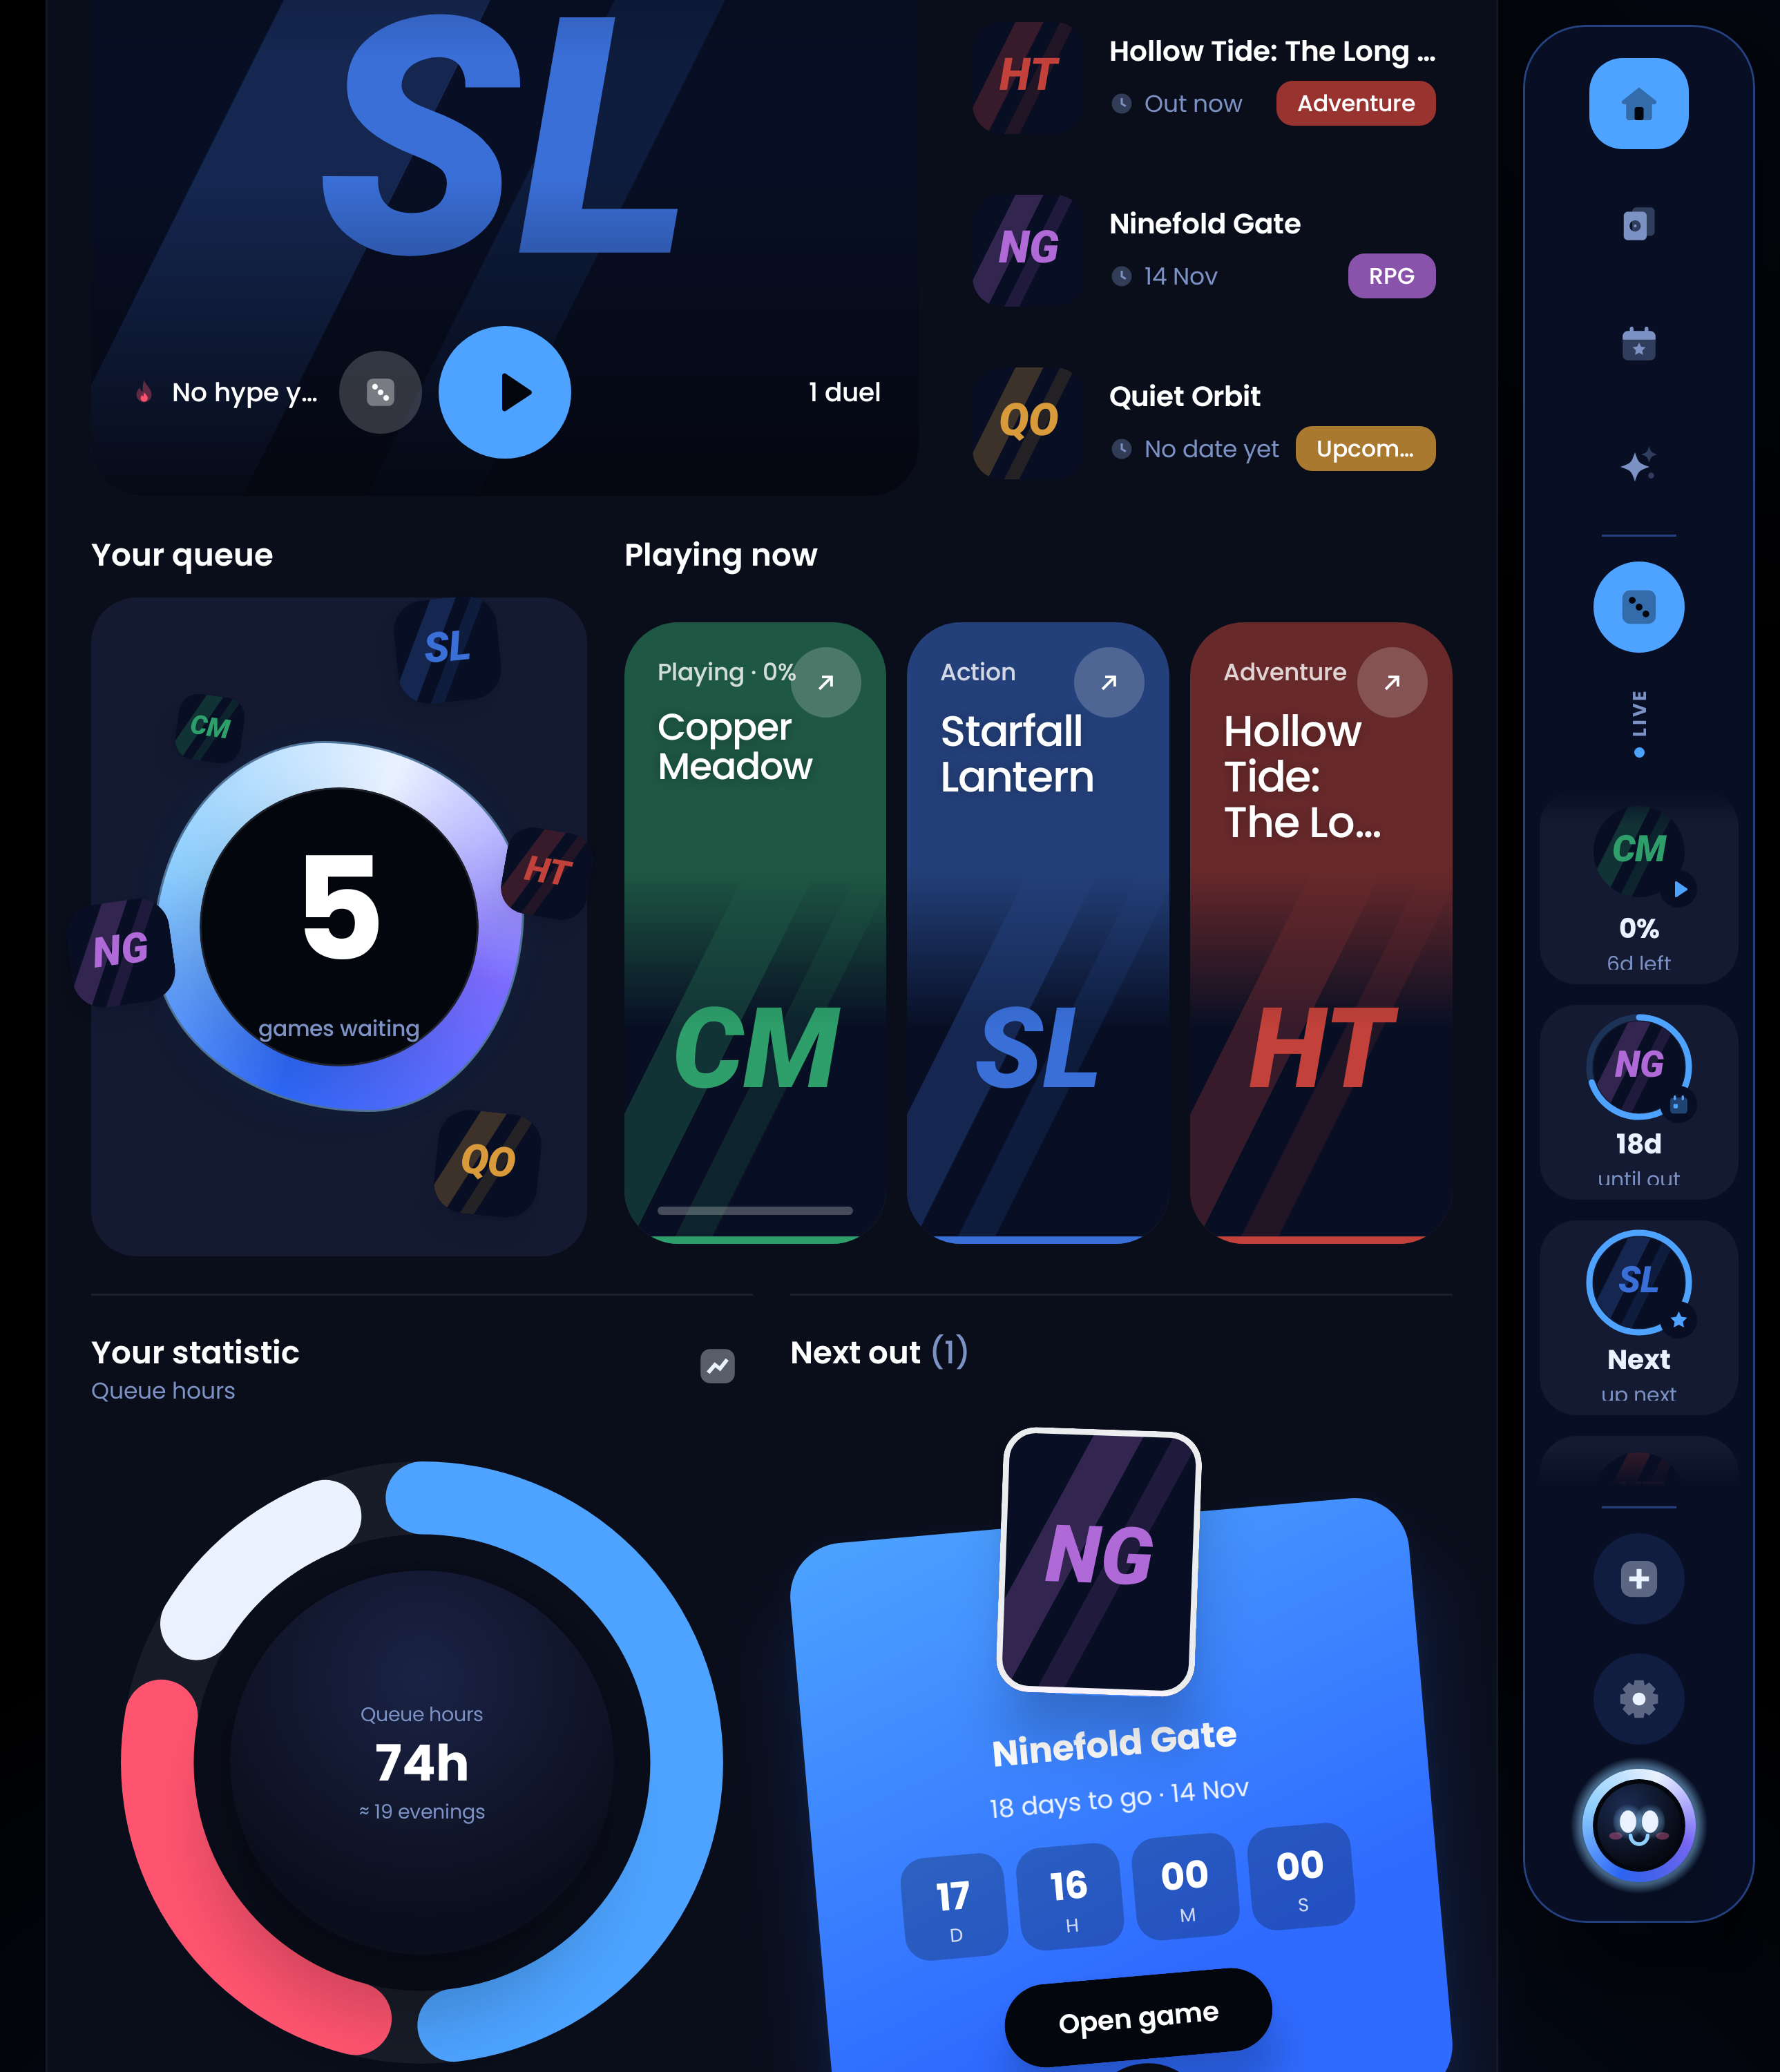 SL
No hype y...
1 duel
HT
Hollow Tide: The Long ...
Out now
Adventure
NG
Ninefold Gate
14 Nov
RPG
QO
Quiet Orbit
No date yet
Upcom...
Your queue
SL
CM
HT
NG
5
games waiting
QO
Playing now
Playing · 0%
Copper
Meadow
CM
Action
Starfall
Lantern
SL
Adventure
Hollow
Tide:
The Lo...
HT
Your statistic
Queue hours
Queue hours
74h
≈ 19 evenings
Next out (1)
NG
Ninefold Gate
18 days to go · 14 Nov
17
D
16
H
00
M
00
S
Open game
LIVE
CM
0%
6d left
NG
18d
until out
SL
Next
up next